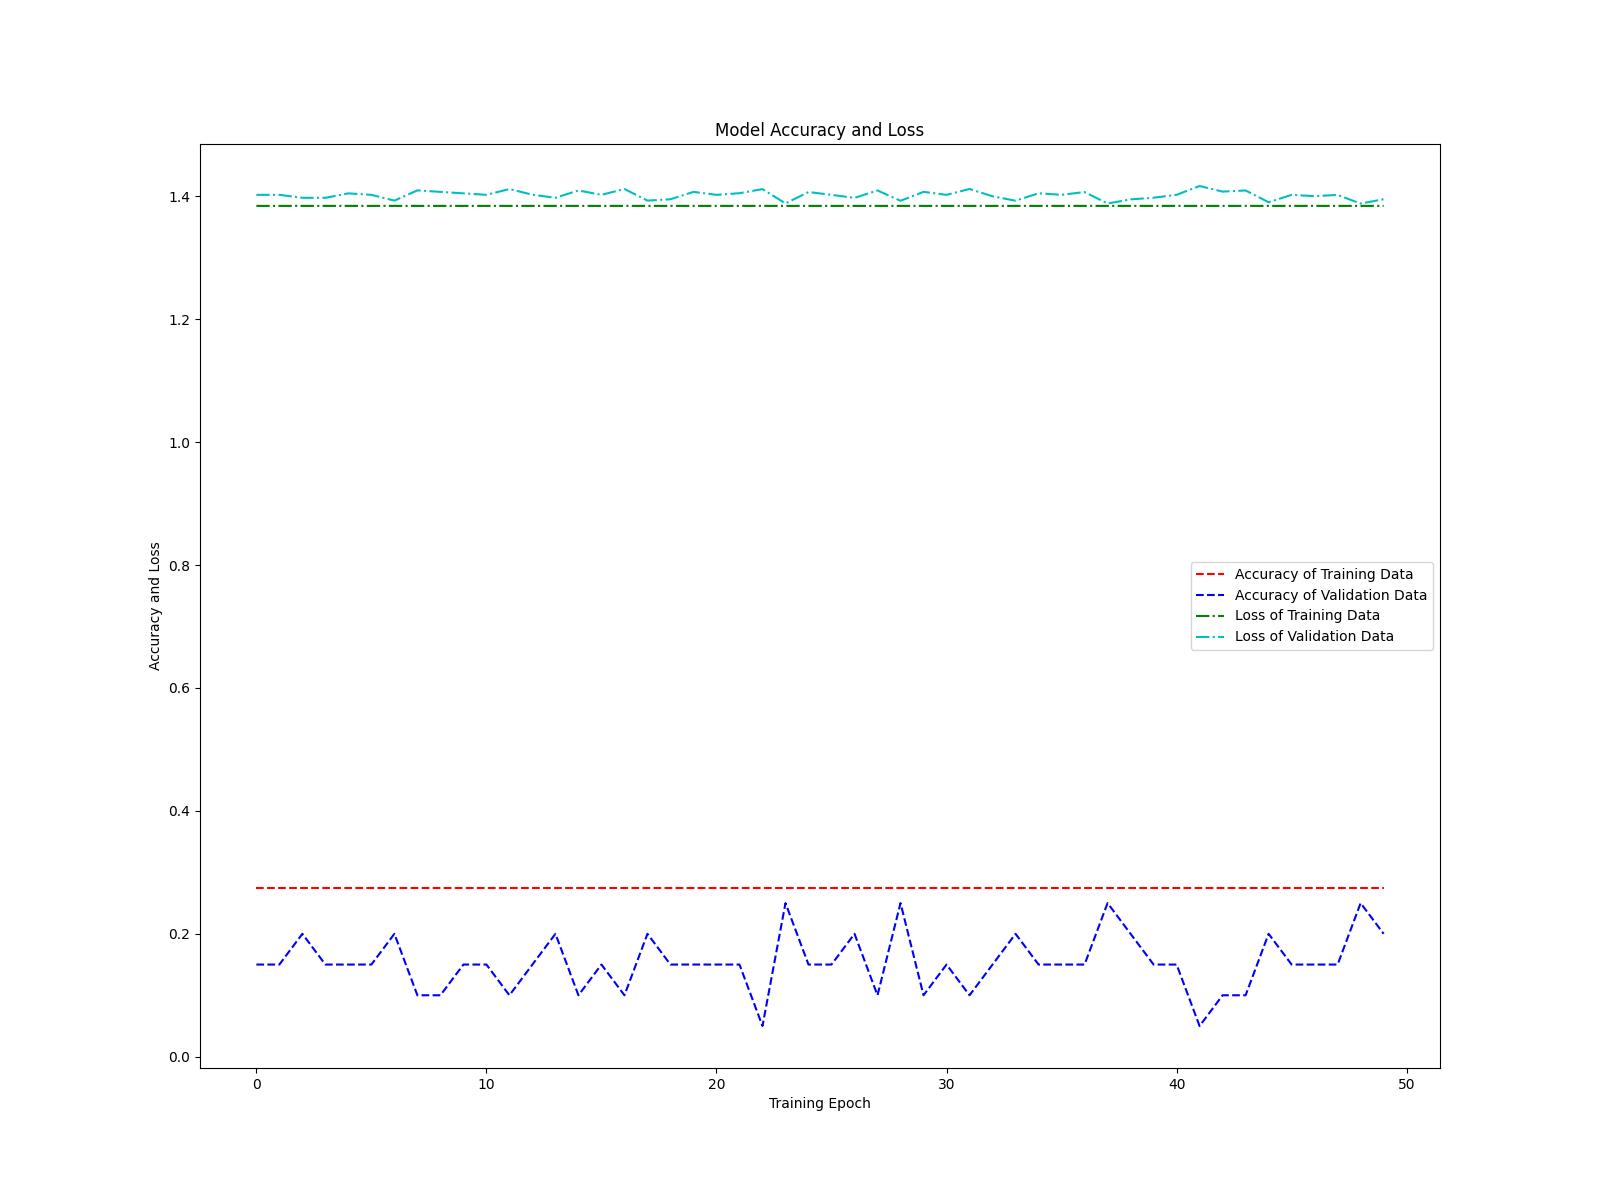 Model Accuracy and Loss
1.4
1.2
1.0
0.8
0.6
0.4
0.2
0.0
Accuracy and Loss
Accuracy of Training Data
Accuracy of Validation Data
Loss of Training Data
Loss of Validation Data
0 10 20 30 40 50
Training Epoch